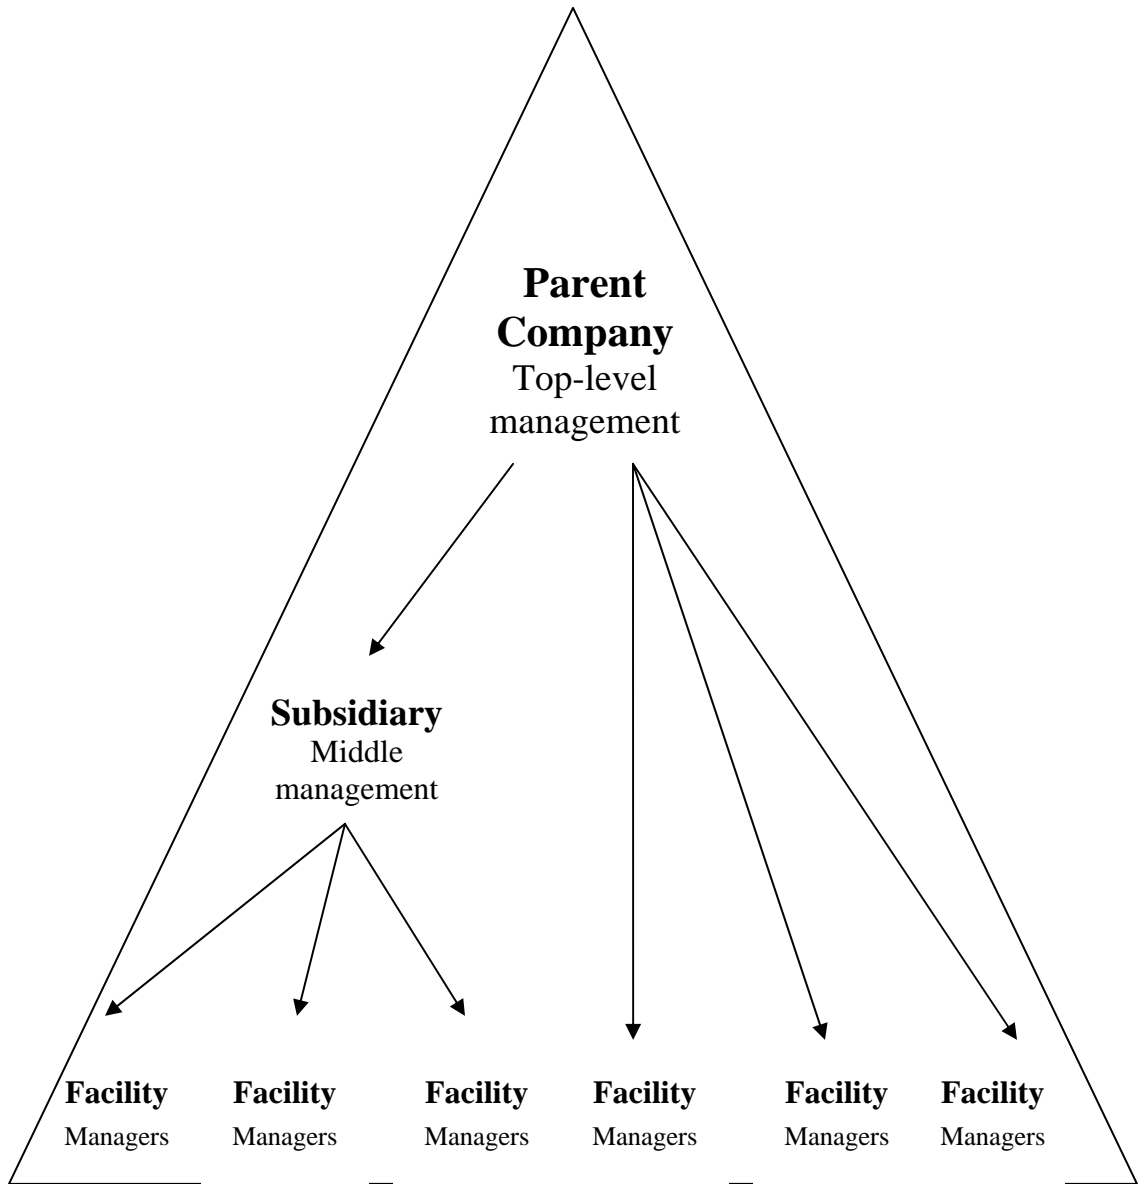 Parent
Company
Top-level
management
Subsidiary
Middle
management
Facility Facility Facility Facility Facility Facility
Managers Managers Managers Managers Managers Managers